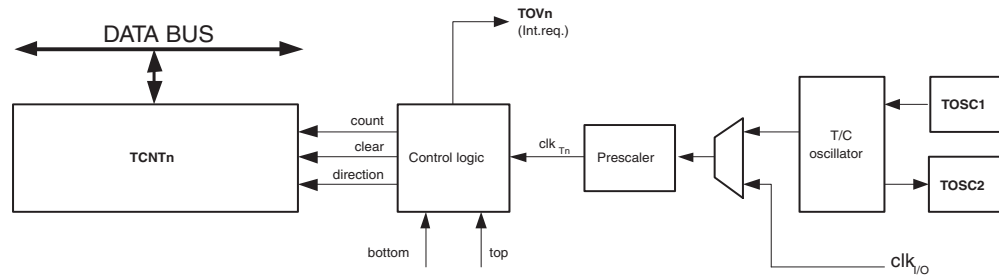 TOVn
(Int.req.)
DATA BUS
TCNTn
count
clear
direction
Control logic
clk Tn
Prescaler
T/C
oscillator
TOSC1
TOSC2
bottom
top
clk I/O